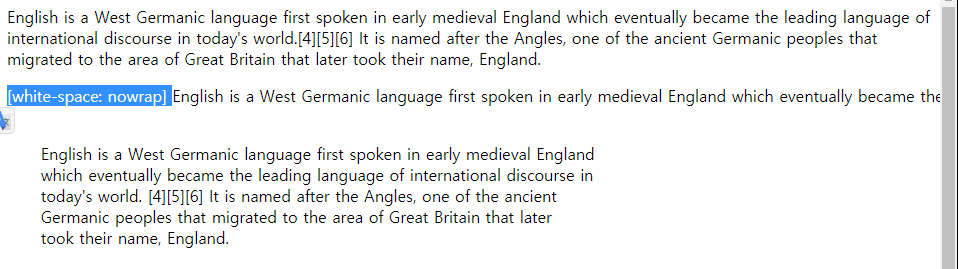 English is a West Germanic language first spoken in early medieval England which eventually became the leading language of
international discourse in today's world.[4][5][6] It is named after the Angles, one of the ancient Germanic peoples that
migrated to the area of Great Britain that later took their name, England.
[white-space: nowrap] English is a West Germanic language first spoken in early medieval England which eventually became the
English is a West Germanic language first spoken in early medieval England
which eventually became the leading language of international discourse in
today's world. [4][5][6] It is named after the Angles, one of the ancient
Germanic peoples that migrated to the area of Great Britain that later
took their name, England.